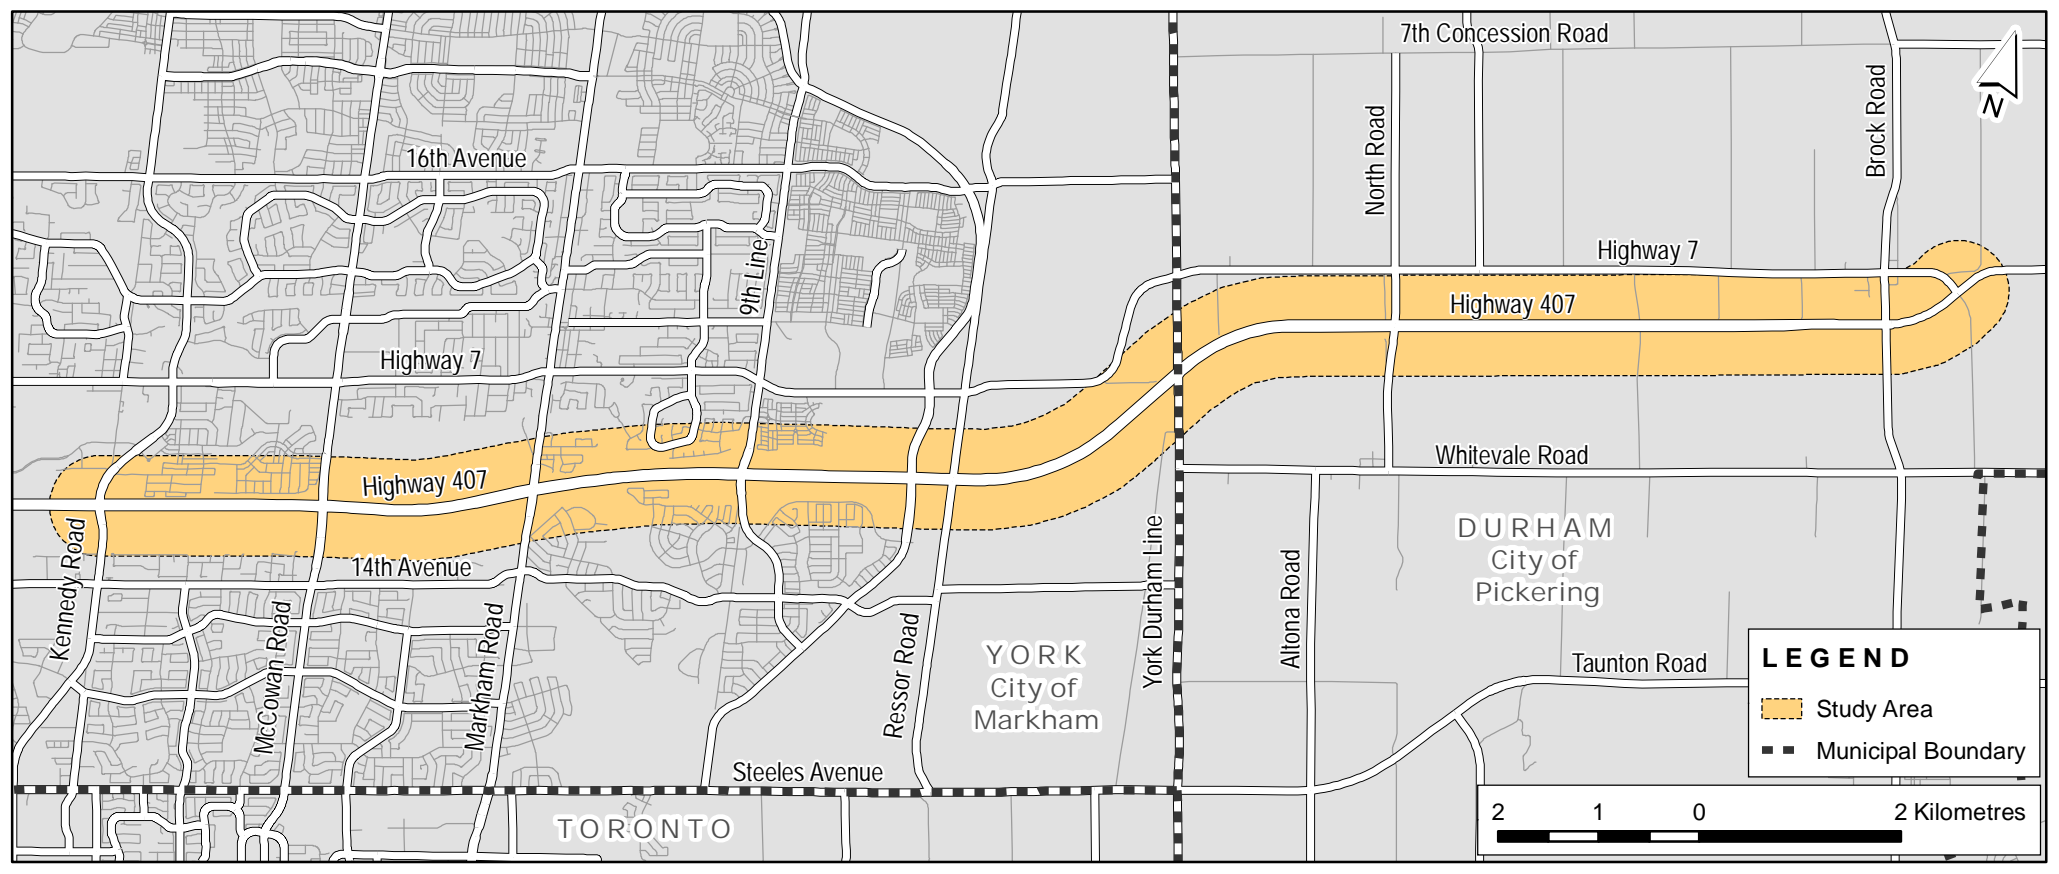 7th Concession Road
N
Brock Road
North Road
16th Avenue
9th Line
Highway 7
Highway 407
Highway 7
Highway 407
Whitevale Road
Kennedy Road
14th Avenue
McCowan Road
Markham Road
Ressor Road
York Durham Line
Altona Road
DURHAM
City of
Pickering
YORK
City of
Markham
Taunton Road
Steeles Avenue
TORONTO
LEGEND
Study Area
Municipal Boundary
2 1 0 2 Kilometres